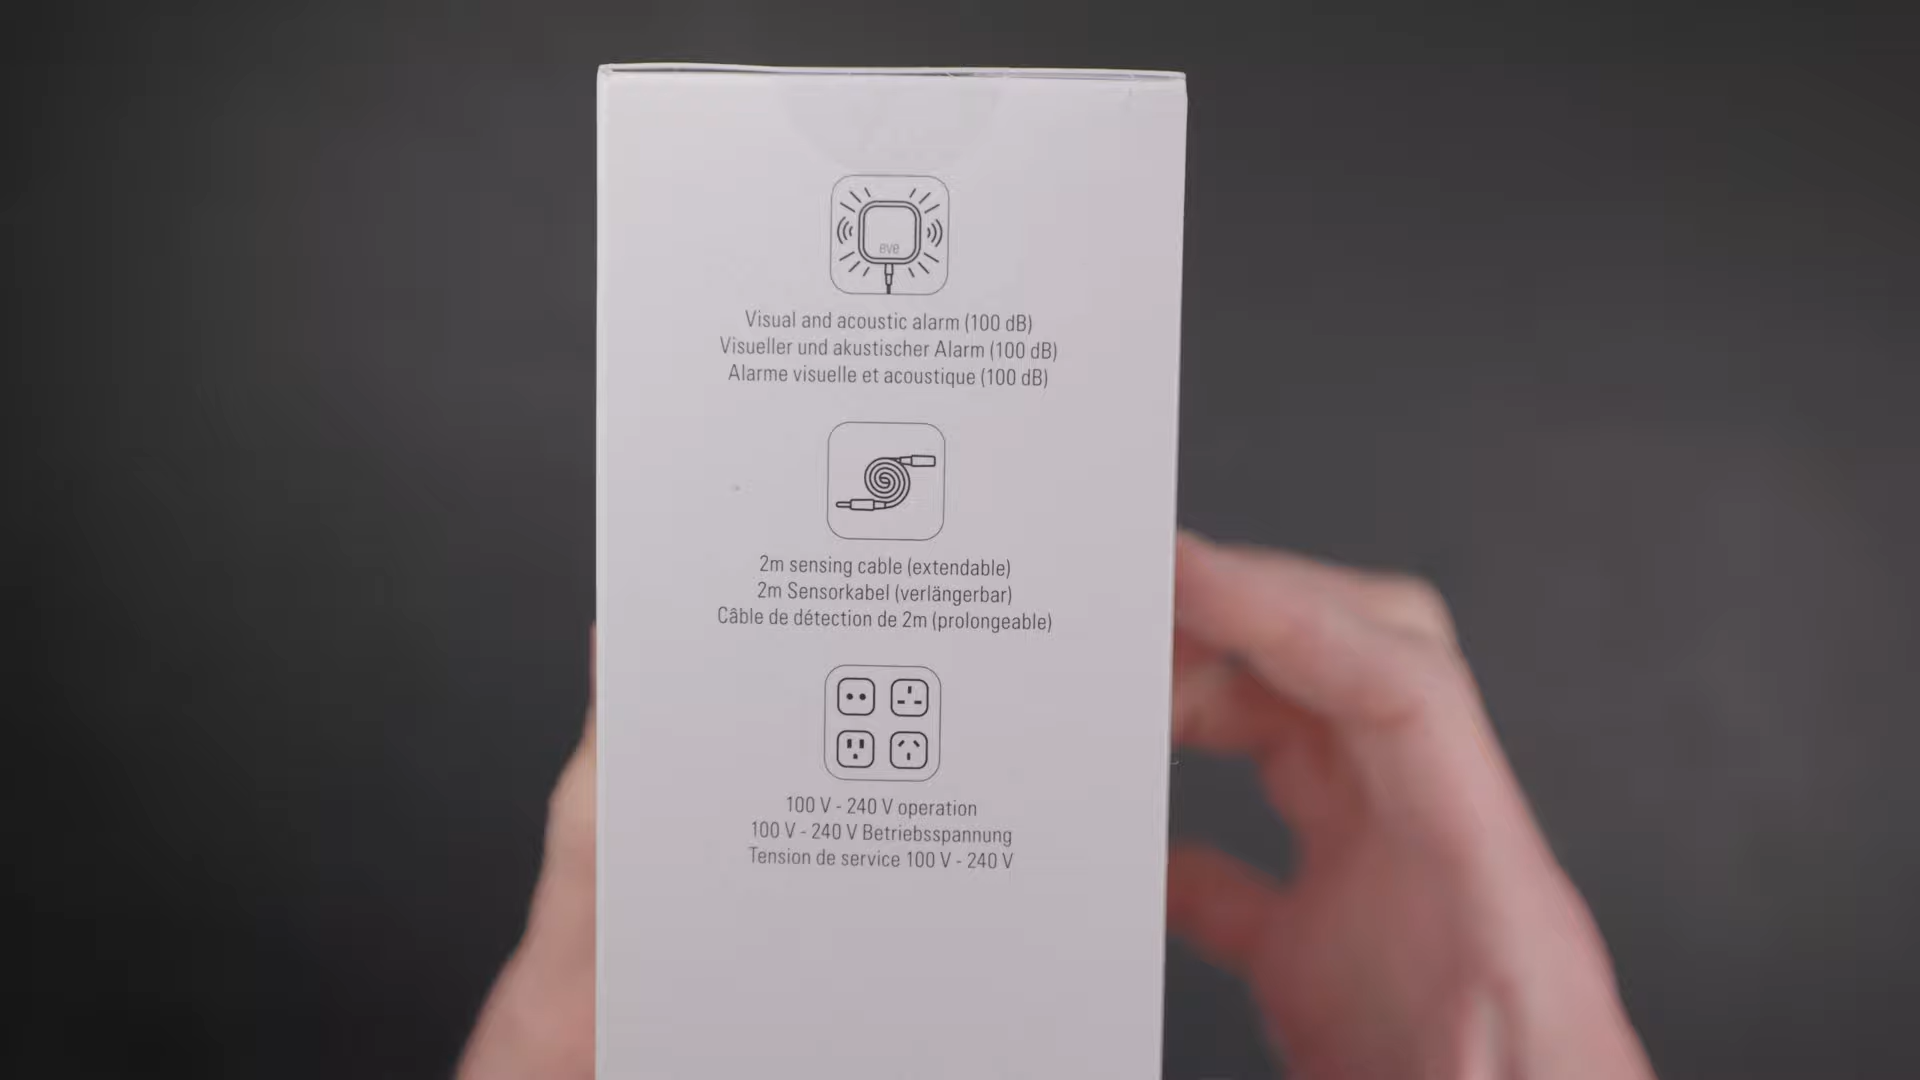 eve
Visual and acoustic alarm (100 dB)
Visueller und akustischer Alarm (100 dB)
Alarme visuelle et acoustique (100 dB)
2m sensing cable (extendable)
2m Sensorkabel (verlängerbar)
Câble de détection de 2m (prolongeable)
100 V - 240 V operation
100 V - 240 V Betriebsspannung
Tension de service 100 V - 240 V